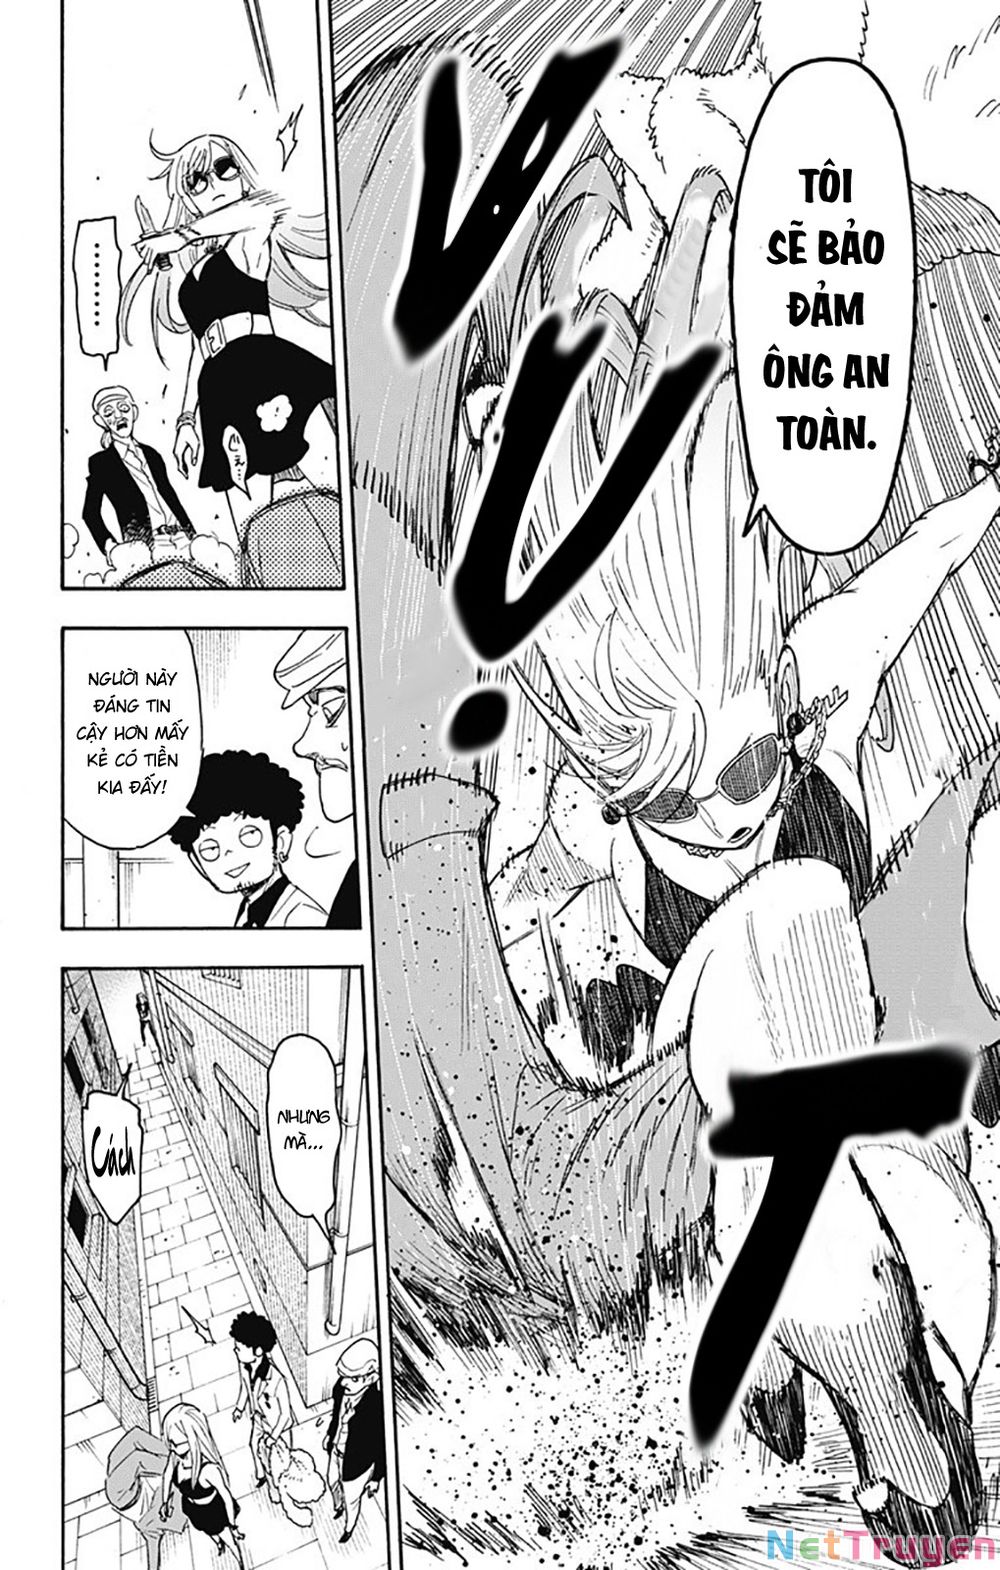 TÔI
SẼ BẢO
ĐẢM
ÔNG AN
TOÀN.
NGƯỜI NÀY
ĐÁNG TIN
CẬY HƠN MẤY
KẺ CÓ TIỀN
KIA ĐẤY!
NHƯNG
MÀ...
Cách
NetTruyen